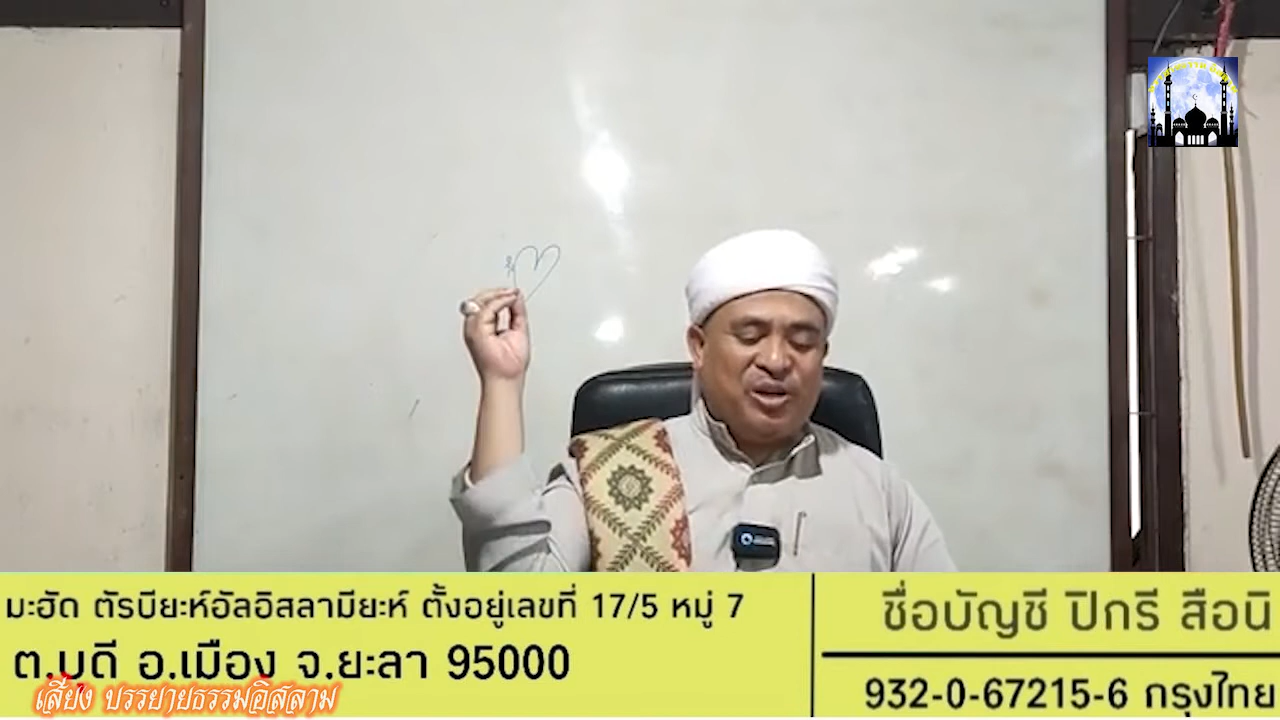 มะฮัด ตัรบียะห์อัลอิสลามียะห์ ตั้งอยู่เลขที่ 17/5 หมู่ 7
ต.บุดี อ.เมือง จ.ยะลา 95000
เสียง บรรยายธรรมอิสลาม
ชื่อบัญชี ปิกรี สือนิ
932-0-67215-6 กรุงไทย